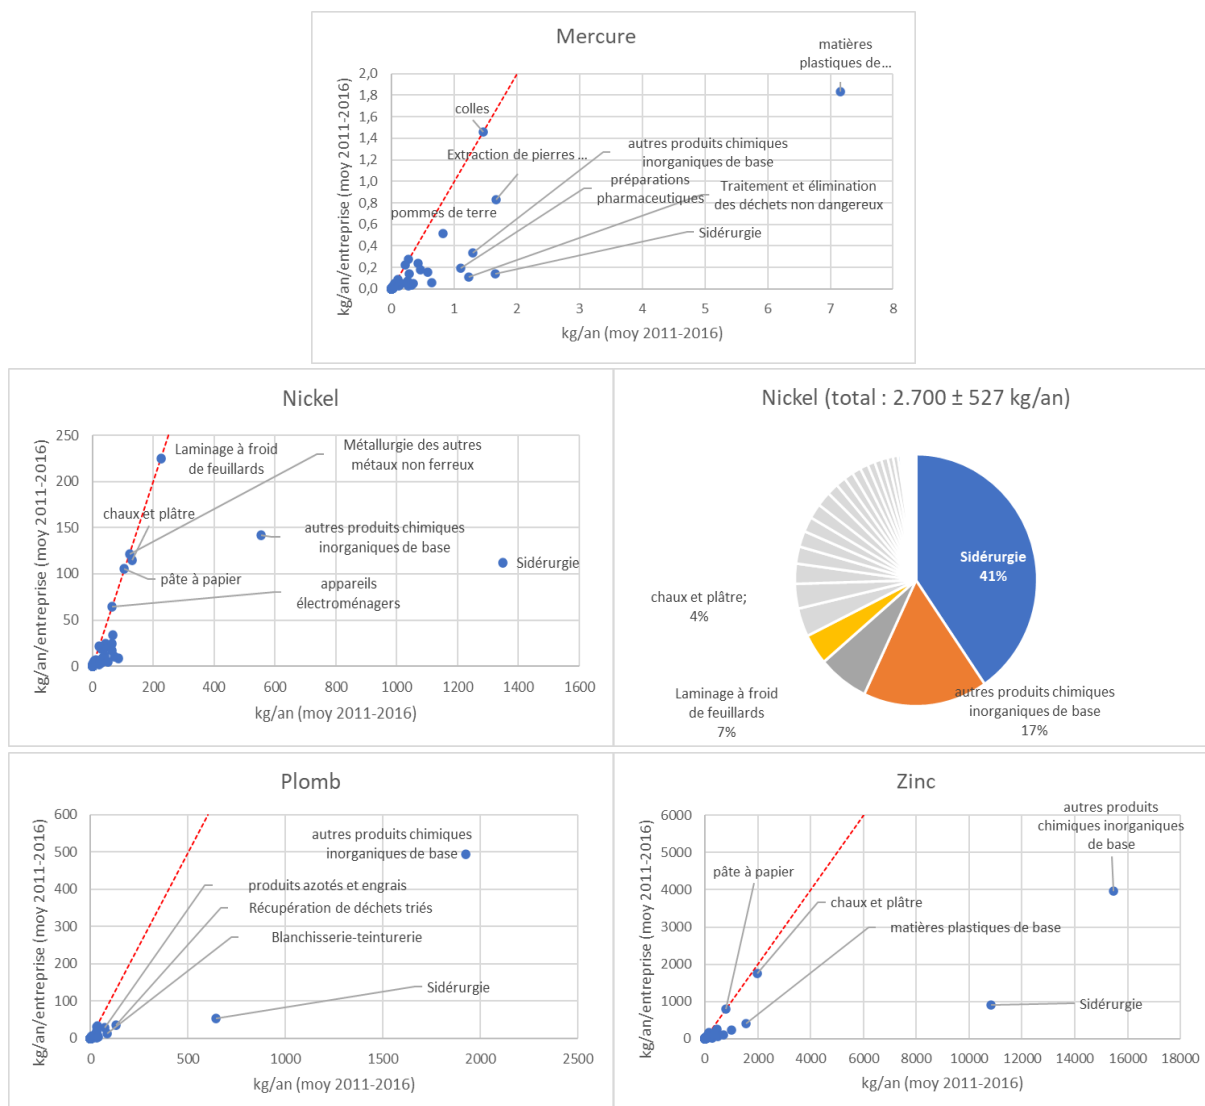 Mercure
kg/an/entreprise (moy 2011-2016)
2,0
1,8
1,6
1,4
1,2
1,0
0,8
0,6
0,4
0,2
0,0
matières
plastiques de...
colles
Extraction de pierres ...
autres produits chimiques
inorganiques de base
préparations
pharmaceutiques
Traitement et élimination
des déchets non dangereux
pommes de terre
Sidérurgie
0 1 2 3 4 5 6 7 8
kg/an (moy 2011-2016)
Nickel
kg/an/entreprise (moy 2011-2016)
250
200
150
100
50
0
Laminage à froid
de feuillards
Métallurgie des autres
métaux non ferreux
chaux et plâtre
autres produits chimiques
inorganiques de base
Sidérurgie
pâte à papier
appareils
électroménagers
0 200 400 600 800 1000 1200 1400 1600
kg/an (moy 2011-2016)
Nickel (total : 2.700 ± 527 kg/an)
Sidérurgie
41%
chaux et plâtre;
4%
Laminage à froid
de feuillards
7%
autres produits chimiques
inorganiques de base
17%
Plomb
kg/an/entreprise (moy 2011-2016)
600
500
400
300
200
100
0
autres produits chimiques
inorganiques de base
produits azotés et engrais
Récupération de déchets triés
Blanchisserie-teinturerie
Sidérurgie
0 500 1000 1500 2000 2500
kg/an (moy 2011-2016)
Zinc
kg/an/entreprise (moy 2011-2016)
6000
5000
4000
3000
2000
1000
0
autres produits
chimiques inorganiques
de base
pâte à papier
chaux et plâtre
matières plastiques de base
Sidérurgie
0 2000 4000 6000 8000 10000 12000 14000 16000 18000
kg/an (moy 2011-2016)